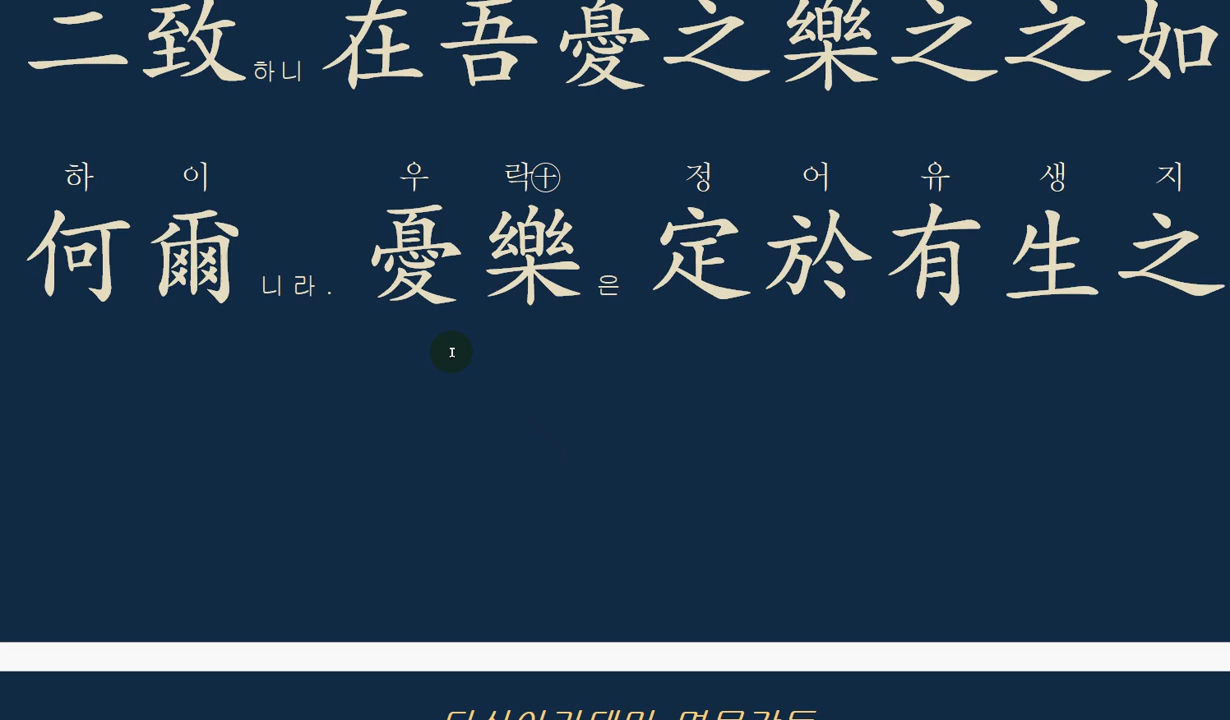 二致하니 在吾憂之樂之之如
하 이 우 락㊉ 정 어 유 생 지
何爾니라. 憂樂은 定於有生之